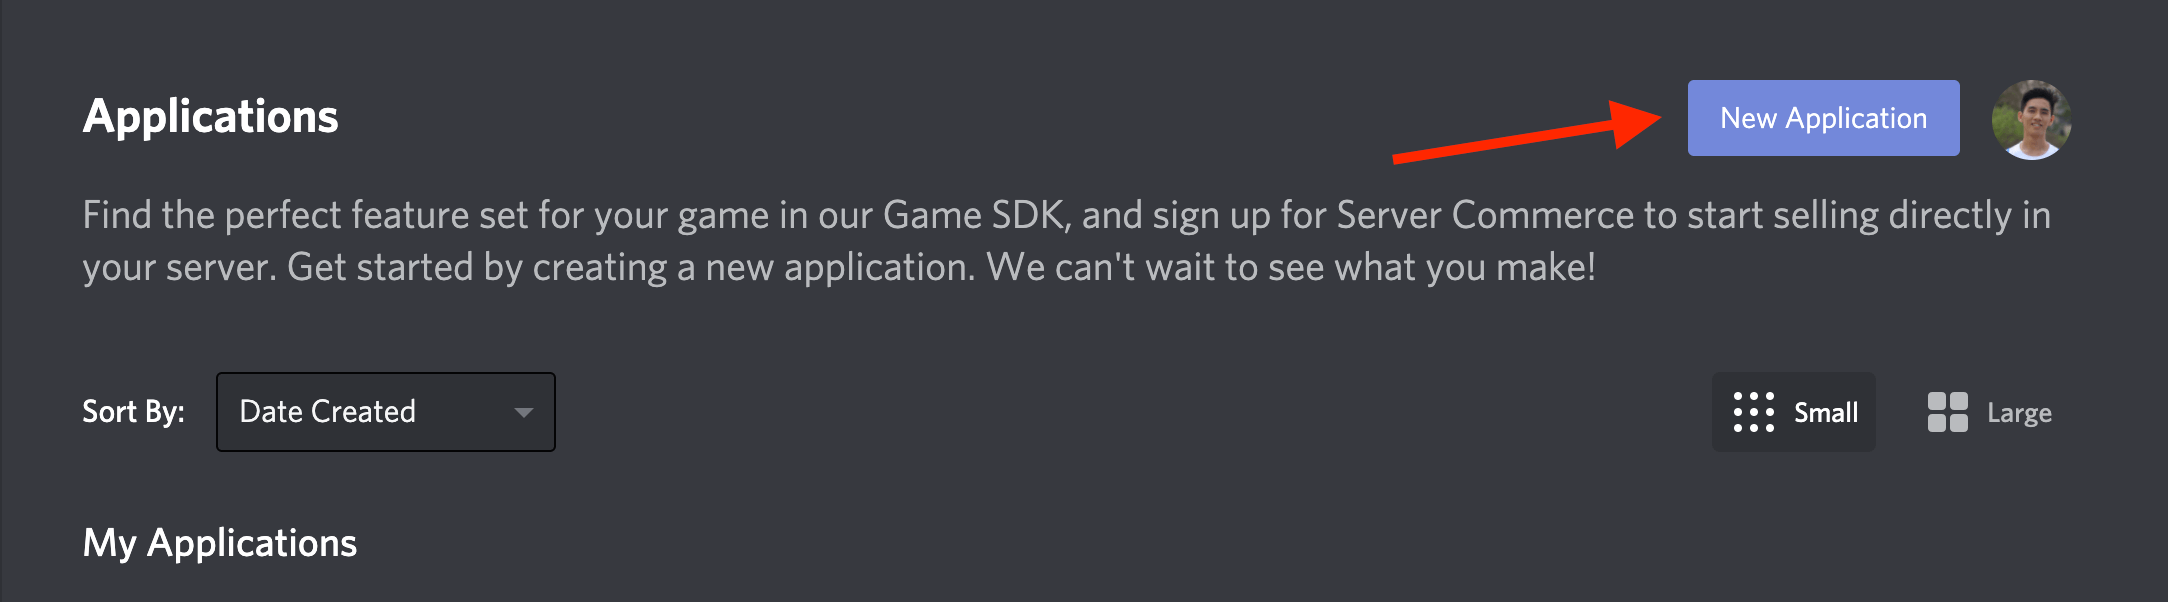 Applications
New Application
Find the perfect feature set for your game in our Game SDK, and sign up for Server Commerce to start selling directly in
your server. Get started by creating a new application. We can't wait to see what you make!
Sort By:
Date Created
Small
Large
My Applications